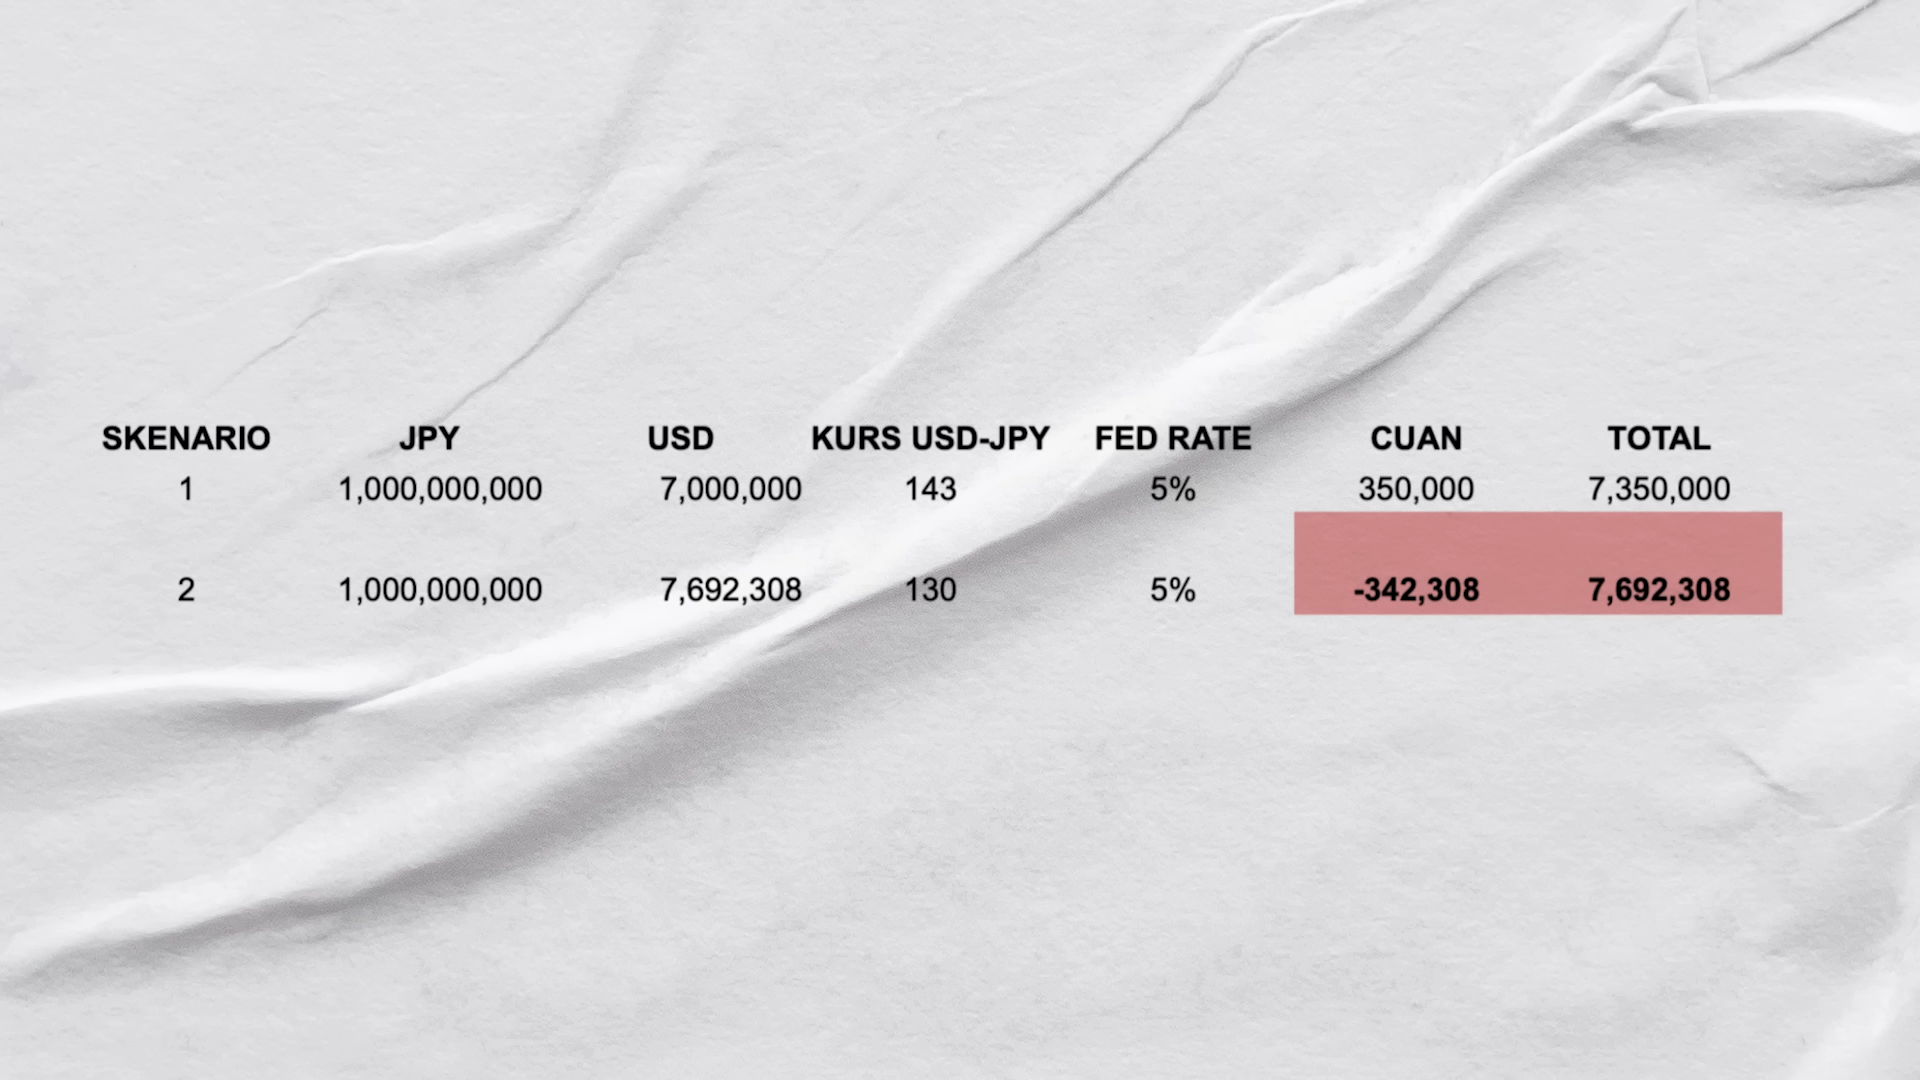 SKENARIO JPY USD KURS USD-JPY FED RATE CUAN TOTAL
1 1,000,000,000 7,000,000 143 5% 350,000 7,350,000
2 1,000,000,000 7,692,308 130 5% -342,308 7,692,308